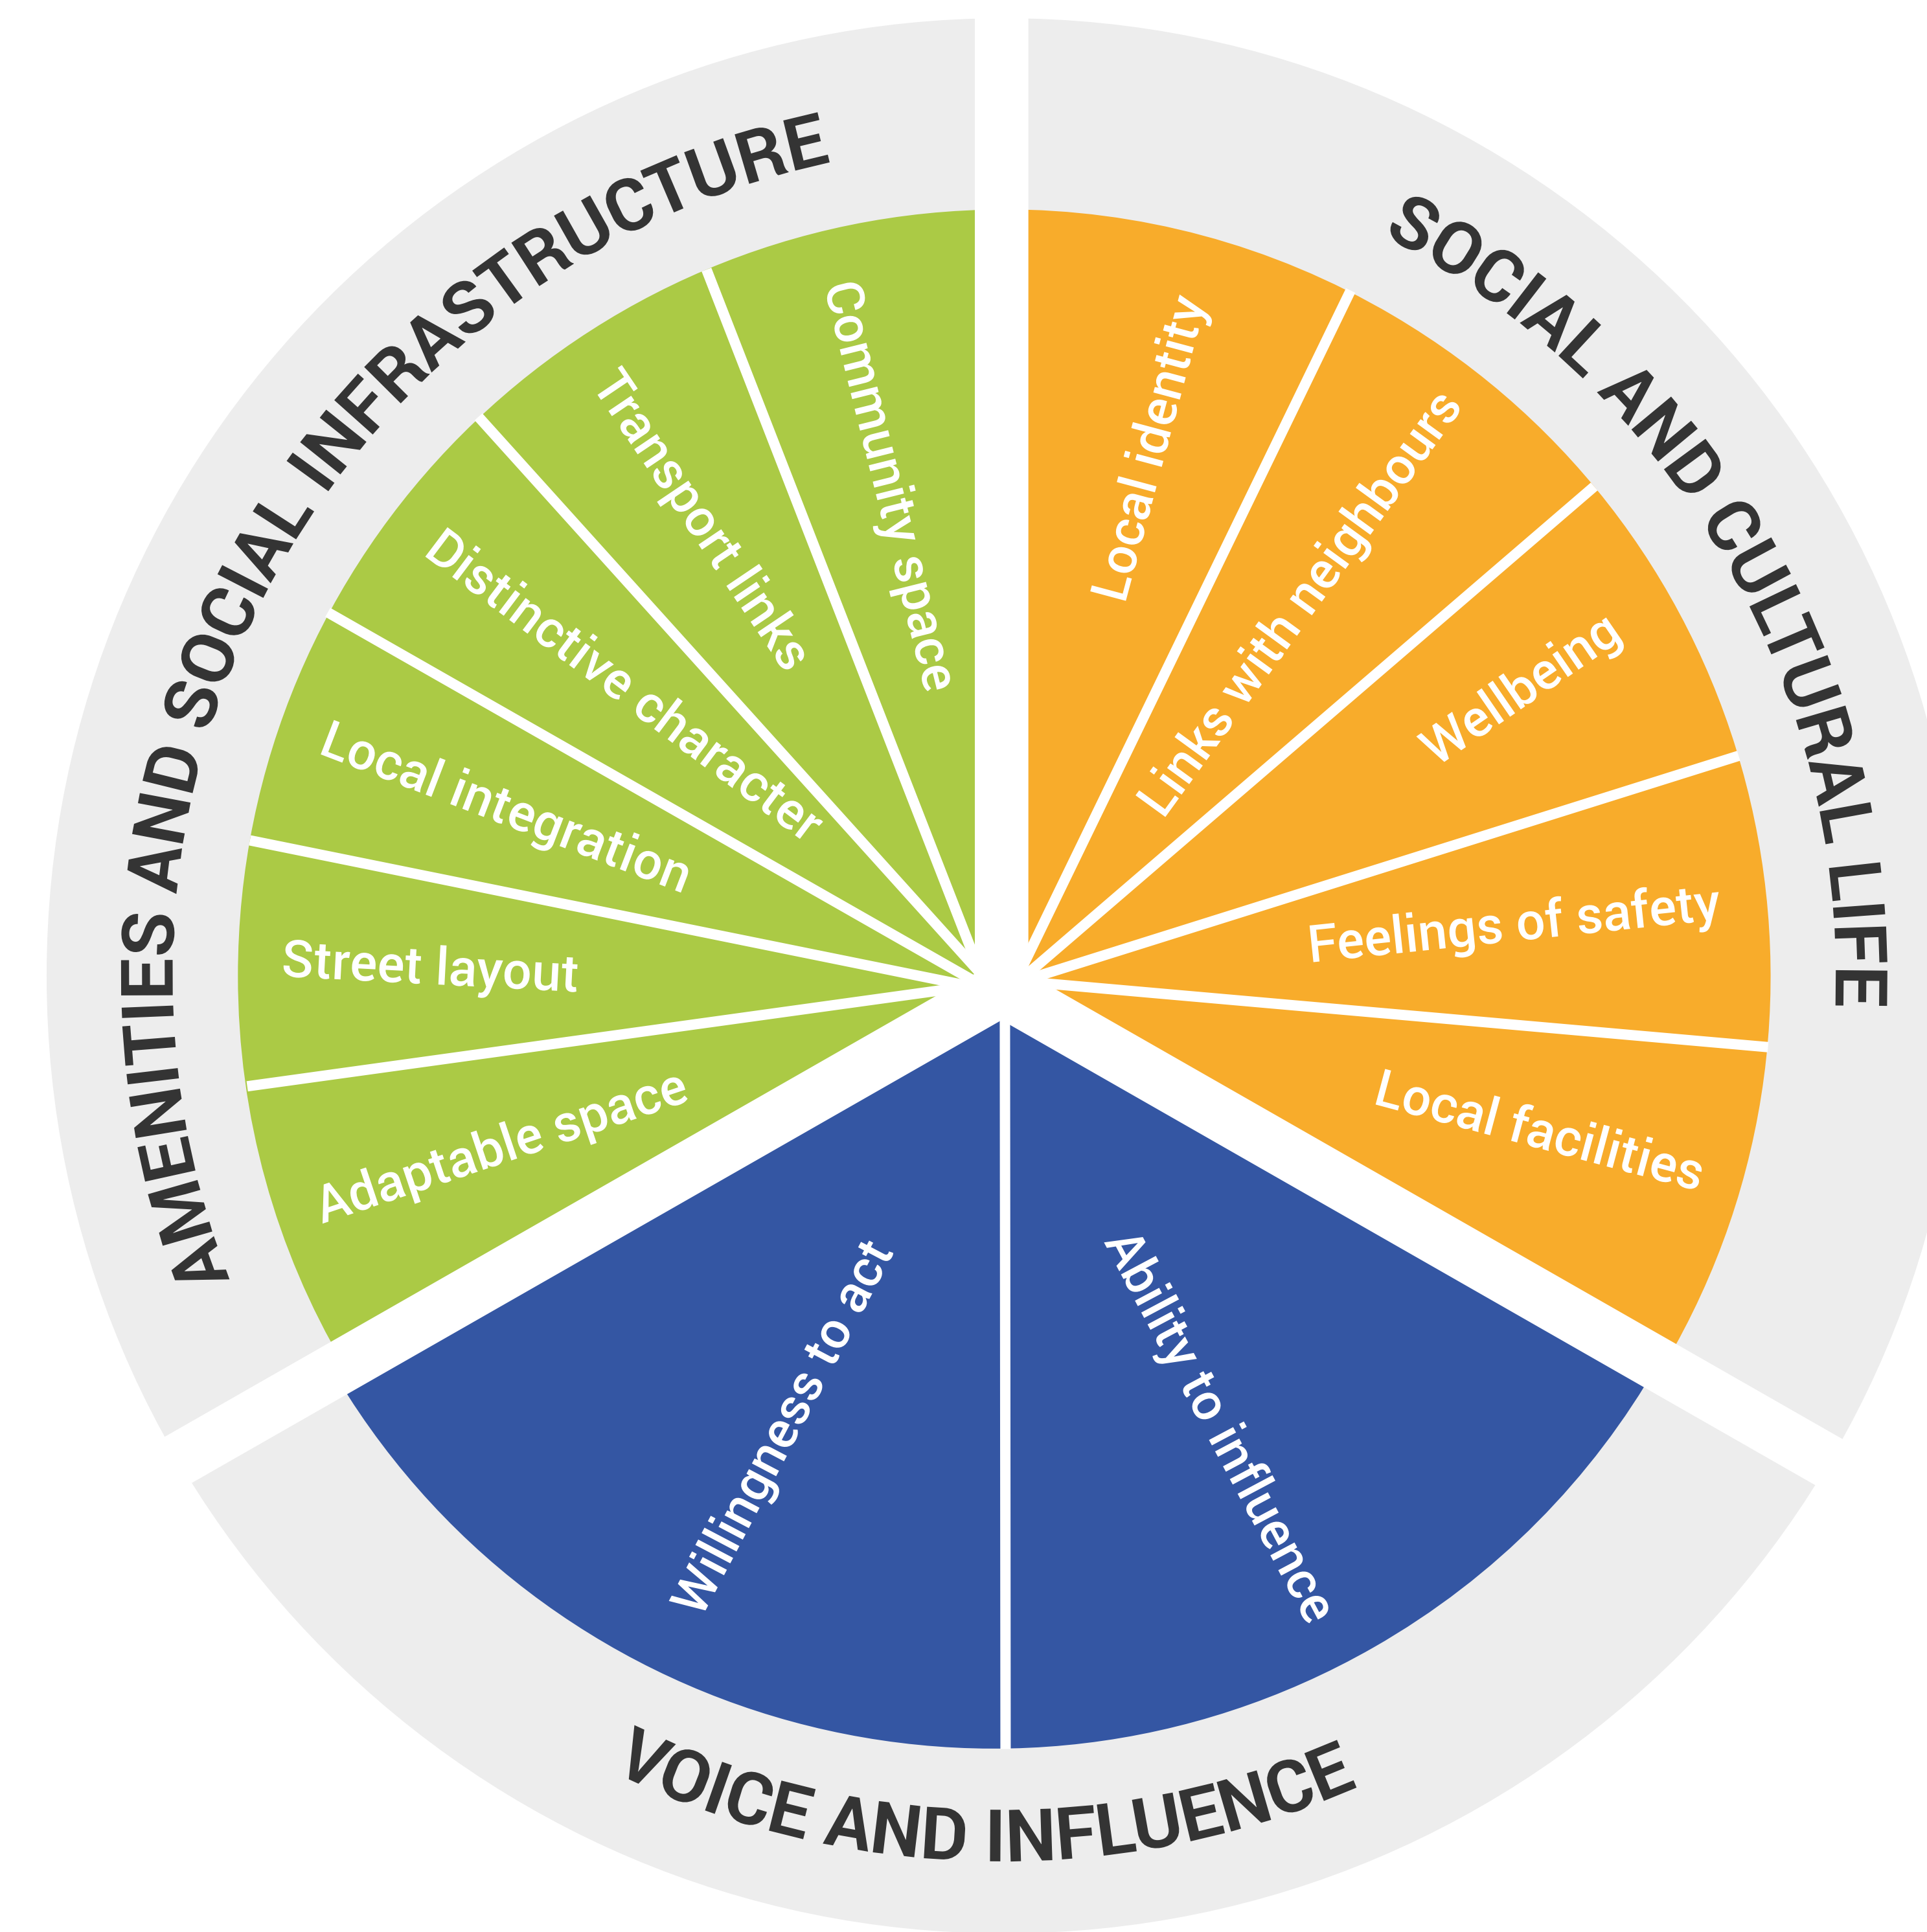 AMENITIES AND SOCIAL INFRASTRUCTURE
Community space
Transport links
Distinctive character
Local integration
Street layout
Adaptable space
SOCIAL AND CULTURAL LIFE
Local identity
Links with neighbours
Wellbeing
Feelings of safety
Local facilities
VOICE AND INFLUENCE
Willingness to act
Ability to influence